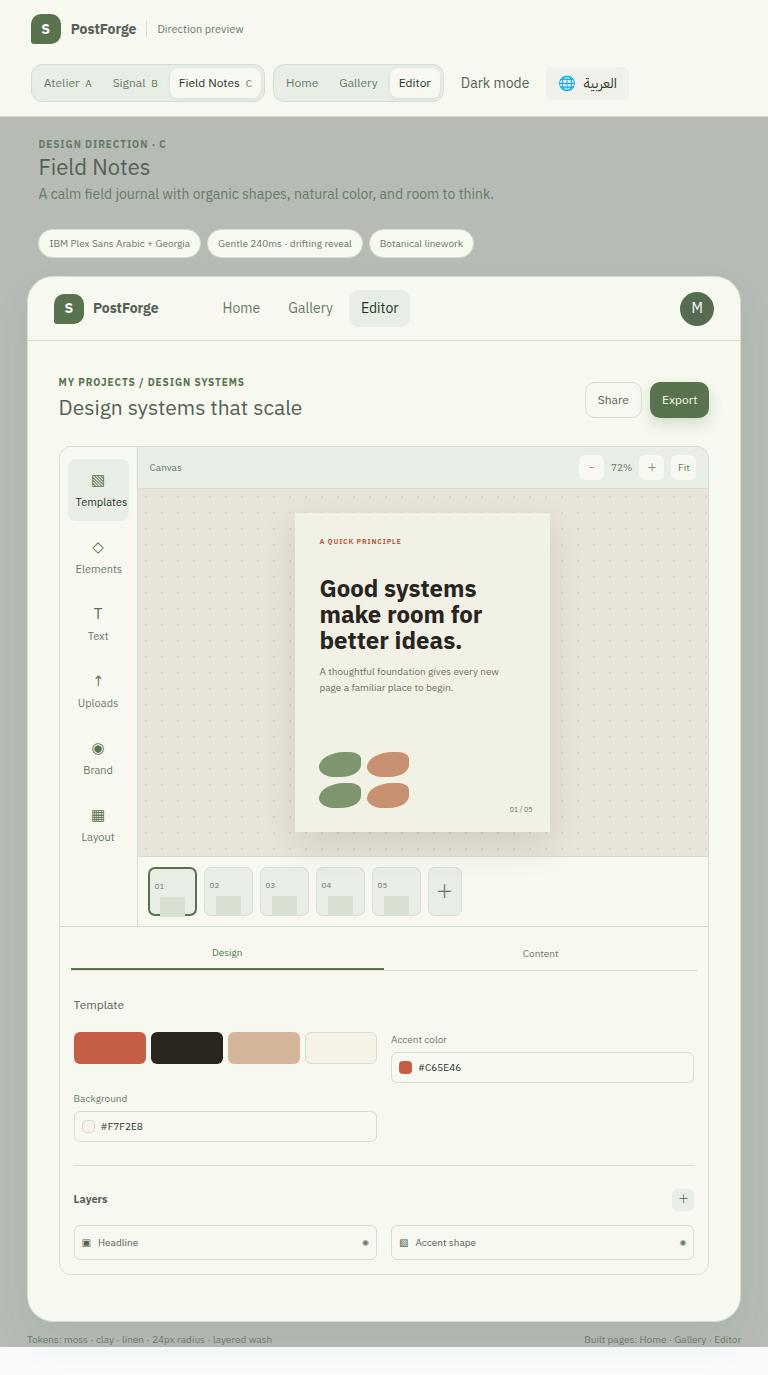 S PostForge Direction preview
Atelier A Signal B Field Notes C Home Gallery Editor Dark mode العربية
DESIGN DIRECTION · C
Field Notes
A calm field journal with organic shapes, natural color, and room to think.
IBM Plex Sans Arabic + Georgia Gentle 240ms · drifting reveal Botanical linework
S PostForge Home Gallery Editor M
MY PROJECTS / DESIGN SYSTEMS
Design systems that scale
Share Export
Canvas − 72% + Fit
Templates
Elements
T
Text
Uploads
Brand
Layout
A QUICK PRINCIPLE
Good systems
make room for
better ideas.
A thoughtful foundation gives every new
page a familiar place to begin.
01 / 05
01 02 03 04 05 +
Design Content
Template
Accent color
#C65E46
Background
#F7F2E8
Layers +
Headline Accent shape
Tokens: moss · clay · linen · 24px radius · layered wash Built pages: Home · Gallery · Editor